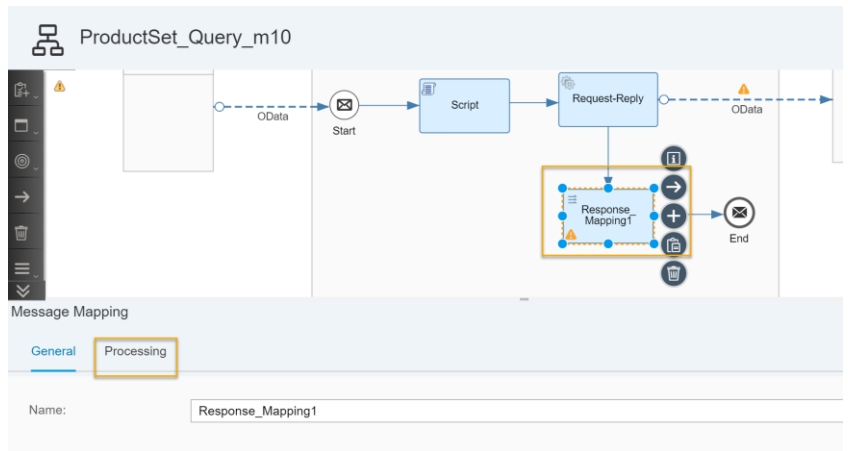 ProductSet_Query_m10
OData
Start
Script
Request-Reply
OData
Response_
Mapping1
End
Message Mapping
General
Processing
Name:
Response_Mapping1